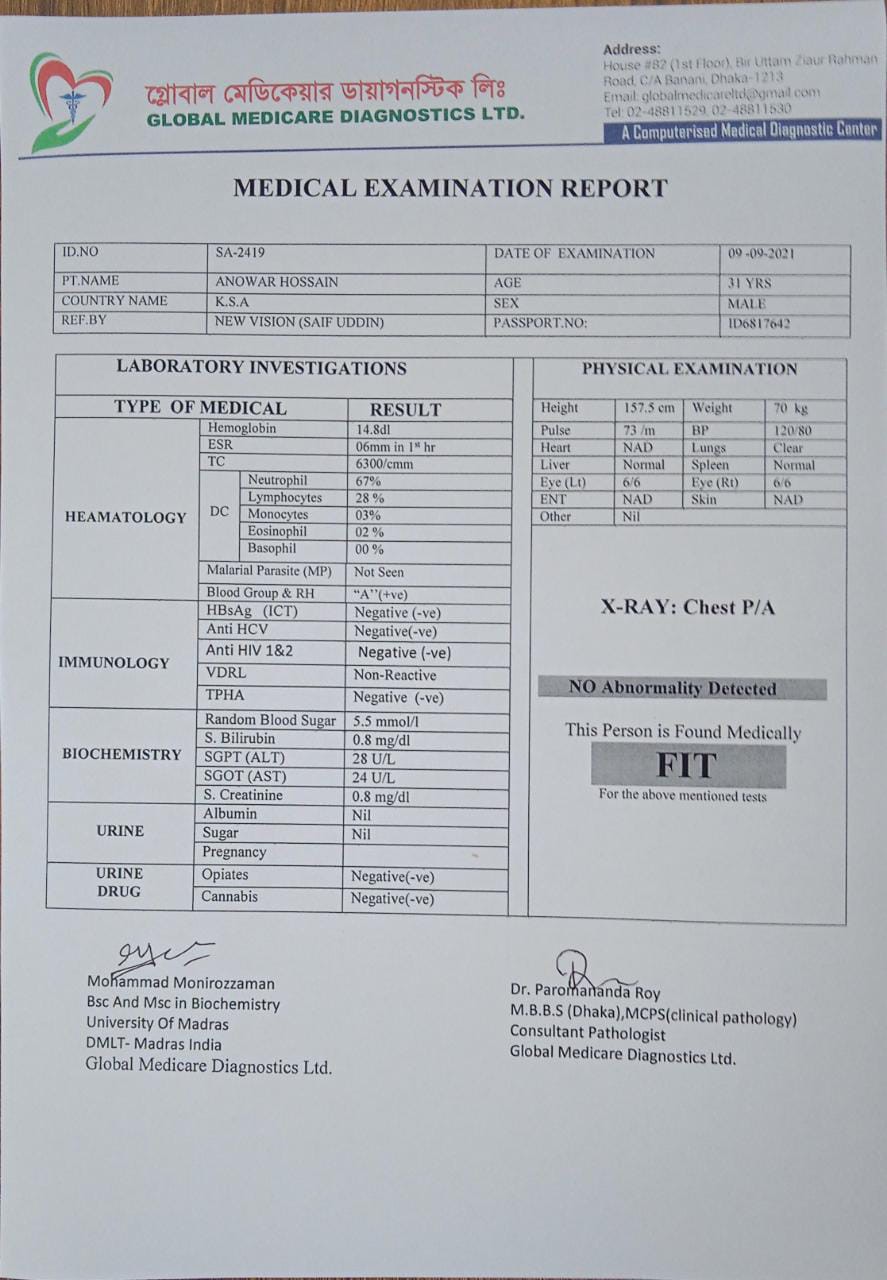 গ্লোবাল মেডিকেয়ার ডায়াগনস্টিক লিঃ
GLOBAL MEDICARE DIAGNOSTICS LTD.
Address:
House #82 (1st Floor), Bir Uttam Ziaur Rahman
Road, C/A Banani, Dhaka-1213
Email: globalmedicareltd@gmail.com
Tel: 02-48811529, 02-48811530
A Computerised Medical Diagnostic Center
MEDICAL EXAMINATION REPORT
ID.NO SA-2419 DATE OF EXAMINATION 09-09-2021
PT.NAME ANOWAR HOSSAIN AGE 31 YRS
COUNTRY NAME K.S.A SEX MALE
REF.BY NEW VISION (SAIF UDDIN) PASSPORT.NO: ID6817642
LABORATORY INVESTIGATIONS
TYPE OF MEDICAL RESULT
HEAMATOLOGY
Hemoglobin 14.8dl
ESR 06mm in 1st hr
TC 6300/cmm
DC
Neutrophil 67%
Lymphocytes 28 %
Monocytes 03%
Eosinophil 02 %
Basophil 00 %
Malarial Parasite (MP) Not Seen
Blood Group & RH “A”(+ve)
IMMUNOLOGY
HBsAg (ICT) Negative (-ve)
Anti HCV Negative(-ve)
Anti HIV 1&2 Negative (-ve)
VDRL Non-Reactive
TPHA Negative (-ve)
BIOCHEMISTRY
Random Blood Sugar 5.5 mmol/l
S. Bilirubin 0.8 mg/dl
SGPT (ALT) 28 U/L
SGOT (AST) 24 U/L
S. Creatinine 0.8 mg/dl
URINE
Albumin Nil
Sugar Nil
Pregnancy
URINE
DRUG
Opiates Negative(-ve)
Cannabis Negative(-ve)
PHYSICAL EXAMINATION
Height 157.5 cm Weight 70 kg
Pulse 73 /m BP 120/80
Heart NAD Lungs Clear
Liver Normal Spleen Normal
Eye (Lt) 6/6 Eye (Rt) 6/6
ENT NAD Skin NAD
Other Nil
X-RAY: Chest P/A
NO Abnormality Detected
This Person is Found Medically
FIT
For the above mentioned tests
Mohammad Monirozzaman
Bsc And Msc in Biochemistry
University Of Madras
DMLT- Madras India
Global Medicare Diagnostics Ltd.
Dr. Paromananda Roy
M.B.B.S (Dhaka),MCPS(clinical pathology)
Consultant Pathologist
Global Medicare Diagnostics Ltd.